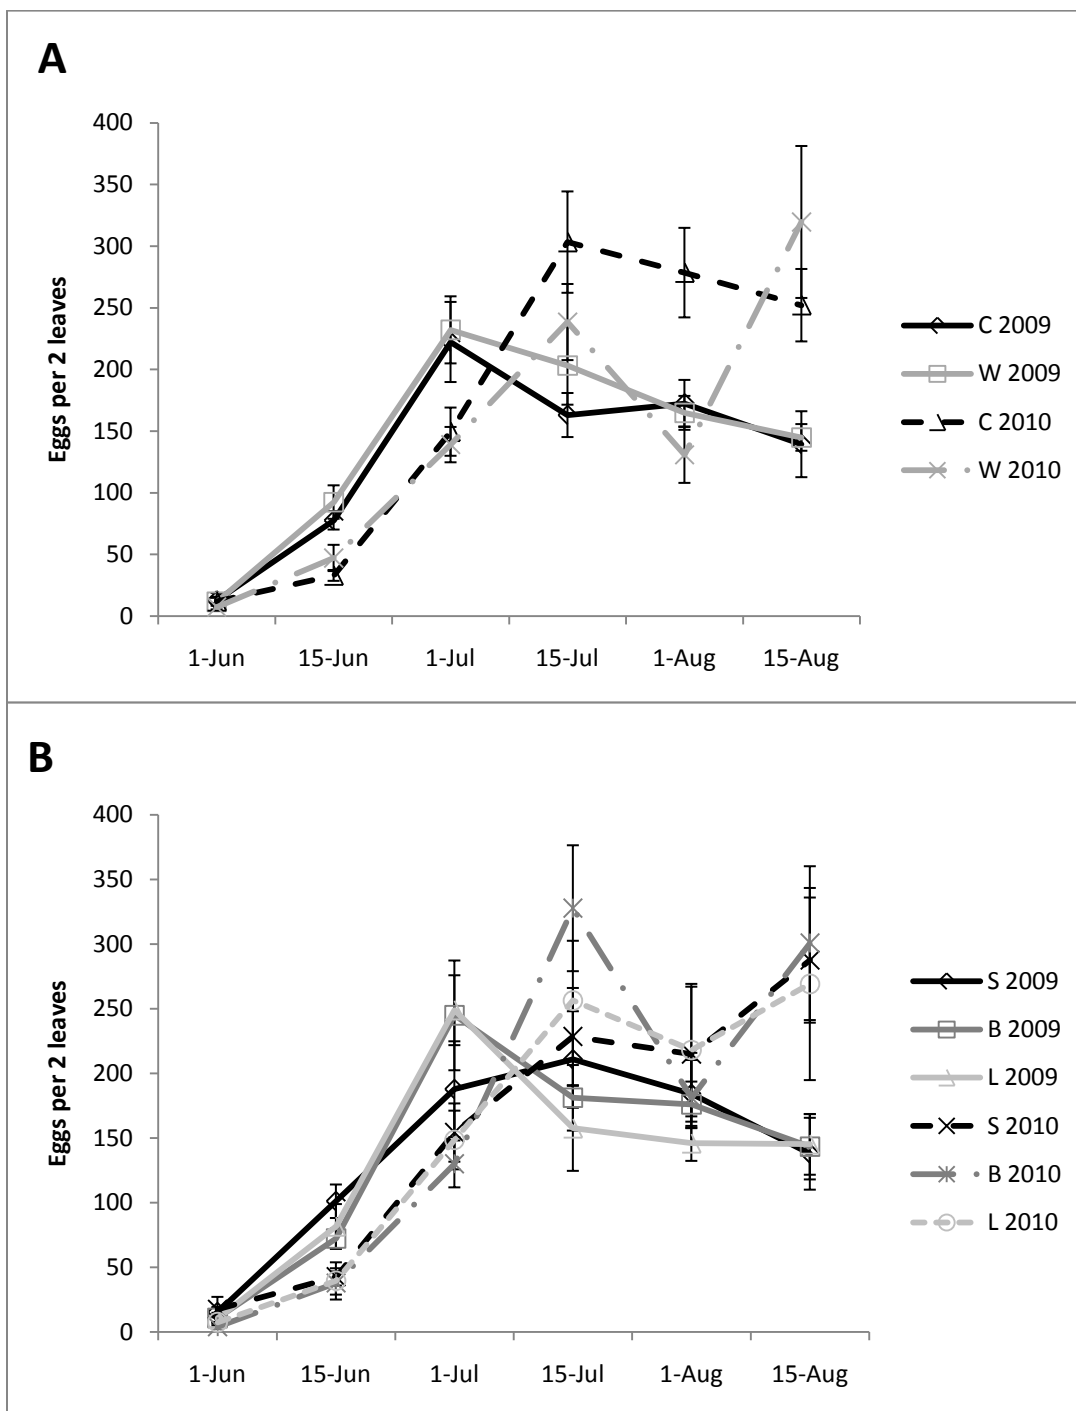 A
400
350
300
250
200
150
100
50
0
Eggs per 2 leaves
1-Jun 15-Jun 1-Jul 15-Jul 1-Aug 15-Aug
C 2009
W 2009
C 2010
W 2010
B
400
350
300
250
200
150
100
50
0
Eggs per 2 leaves
1-Jun 15-Jun 1-Jul 15-Jul 1-Aug 15-Aug
S 2009
B 2009
L 2009
S 2010
B 2010
L 2010